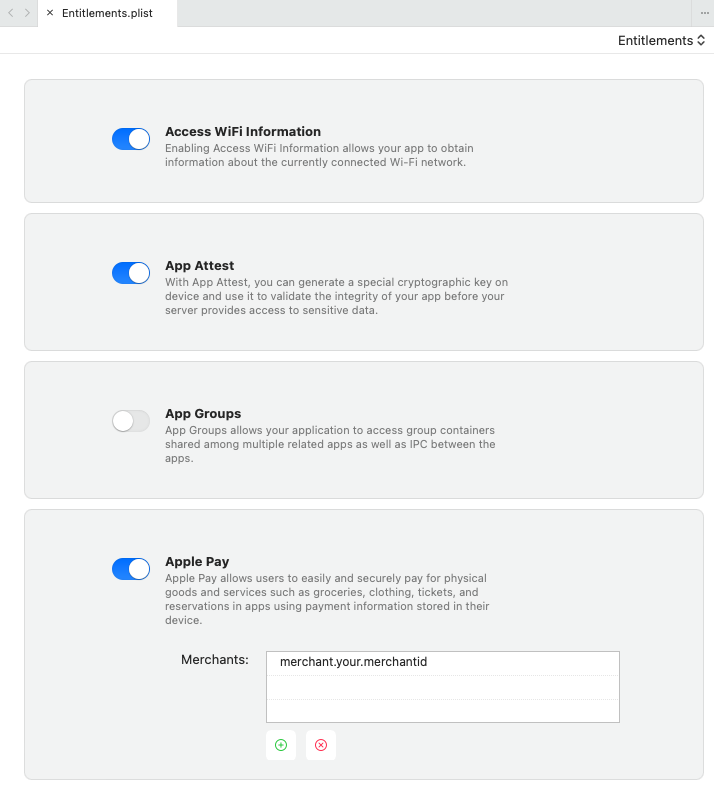 Entitlements.plist
Entitlements
Access WiFi Information
Enabling Access WiFi Information allows your app to obtain
information about the currently connected Wi-Fi network.
App Attest
With App Attest, you can generate a special cryptographic key on
device and use it to validate the integrity of your app before your
server provides access to sensitive data.
App Groups
App Groups allows your application to access group containers
shared among multiple related apps as well as IPC between the
apps.
Apple Pay
Apple Pay allows users to easily and securely pay for physical
goods and services such as groceries, clothing, tickets, and
reservations in apps using payment information stored in their
device.
Merchants:
merchant.your.merchantid